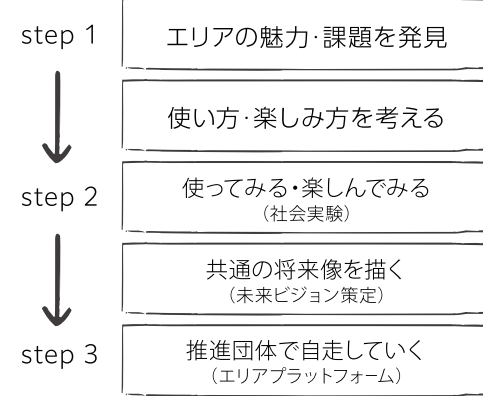 step 1
エリアの魅力・課題を発見
使い方・楽しみ方を考える
step 2
使ってみる・楽しんでみる
（社会実験）
共通の将来像を描く
（未来ビジョン策定）
step 3
推進団体で自走していく
（エリアプラットフォーム）